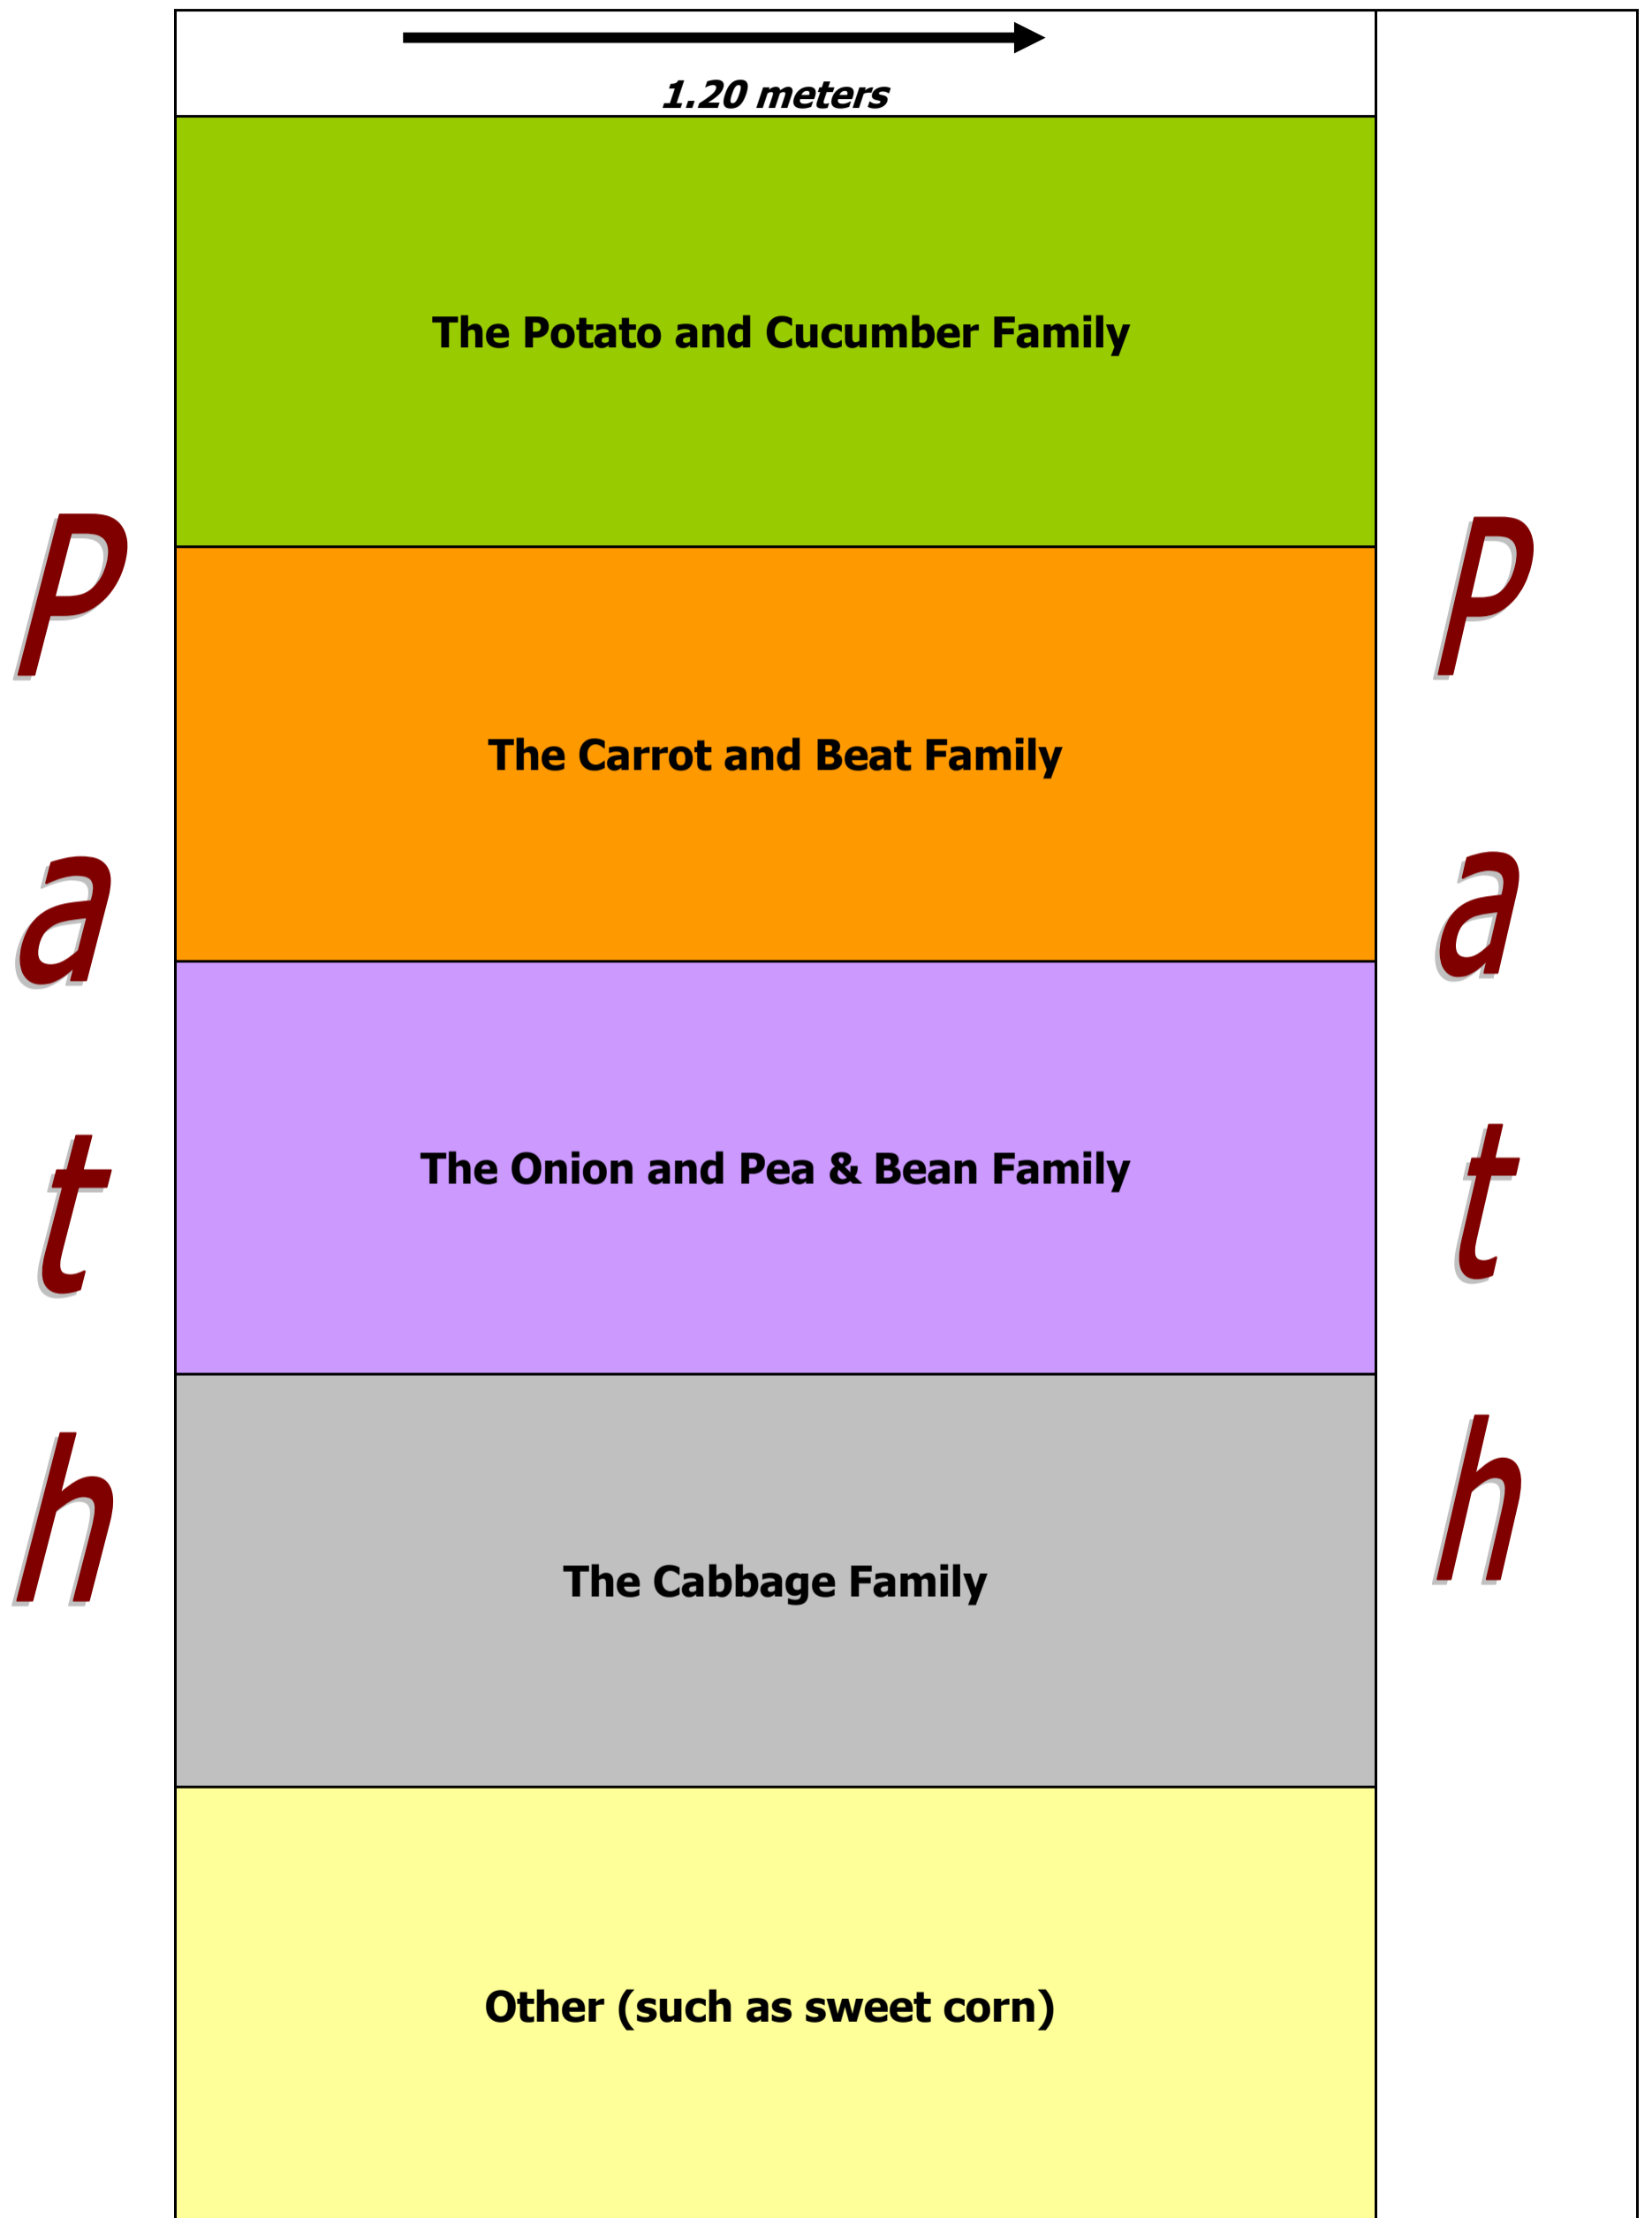 1.20 meters
The Potato and Cucumber Family
The Carrot and Beat Family
The Onion and Pea & Bean Family
The Cabbage Family
Other (such as sweet corn)
Path
Path